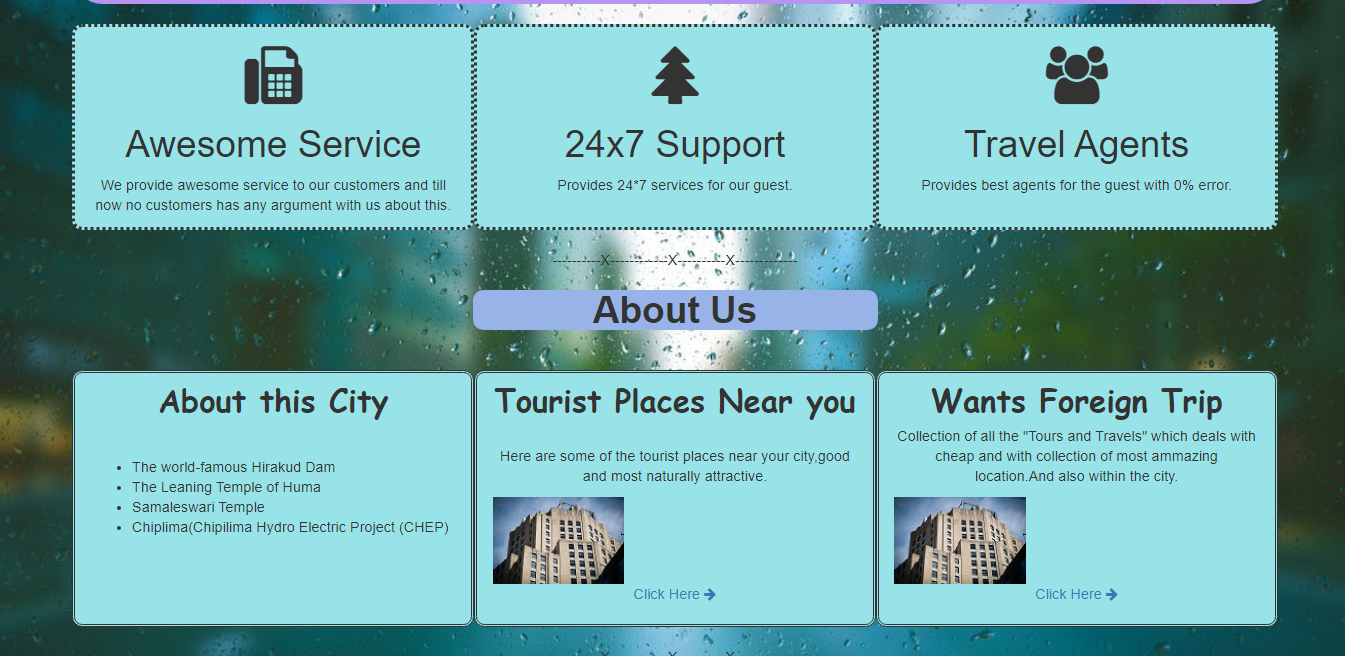 Awesome Service
We provide awesome service to our customers and till
now no customers has any argument with us about this.
24x7 Support
Provides 24*7 services for our guest.
Travel Agents
Provides best agents for the guest with 0% error.
----------X------------X----------X-------------
About Us
About this City
• The world-famous Hirakud Dam
• The Leaning Temple of Huma
• Samaleswari Temple
• Chiplima(Chipilima Hydro Electric Project (CHEP)
Tourist Places Near you
Here are some of the tourist places near your city,good
and most naturally attractive.
Click Here
Wants Foreign Trip
Collection of all the "Tours and Travels" which deals with
cheap and with collection of most ammazing
location.And also within the city.
Click Here